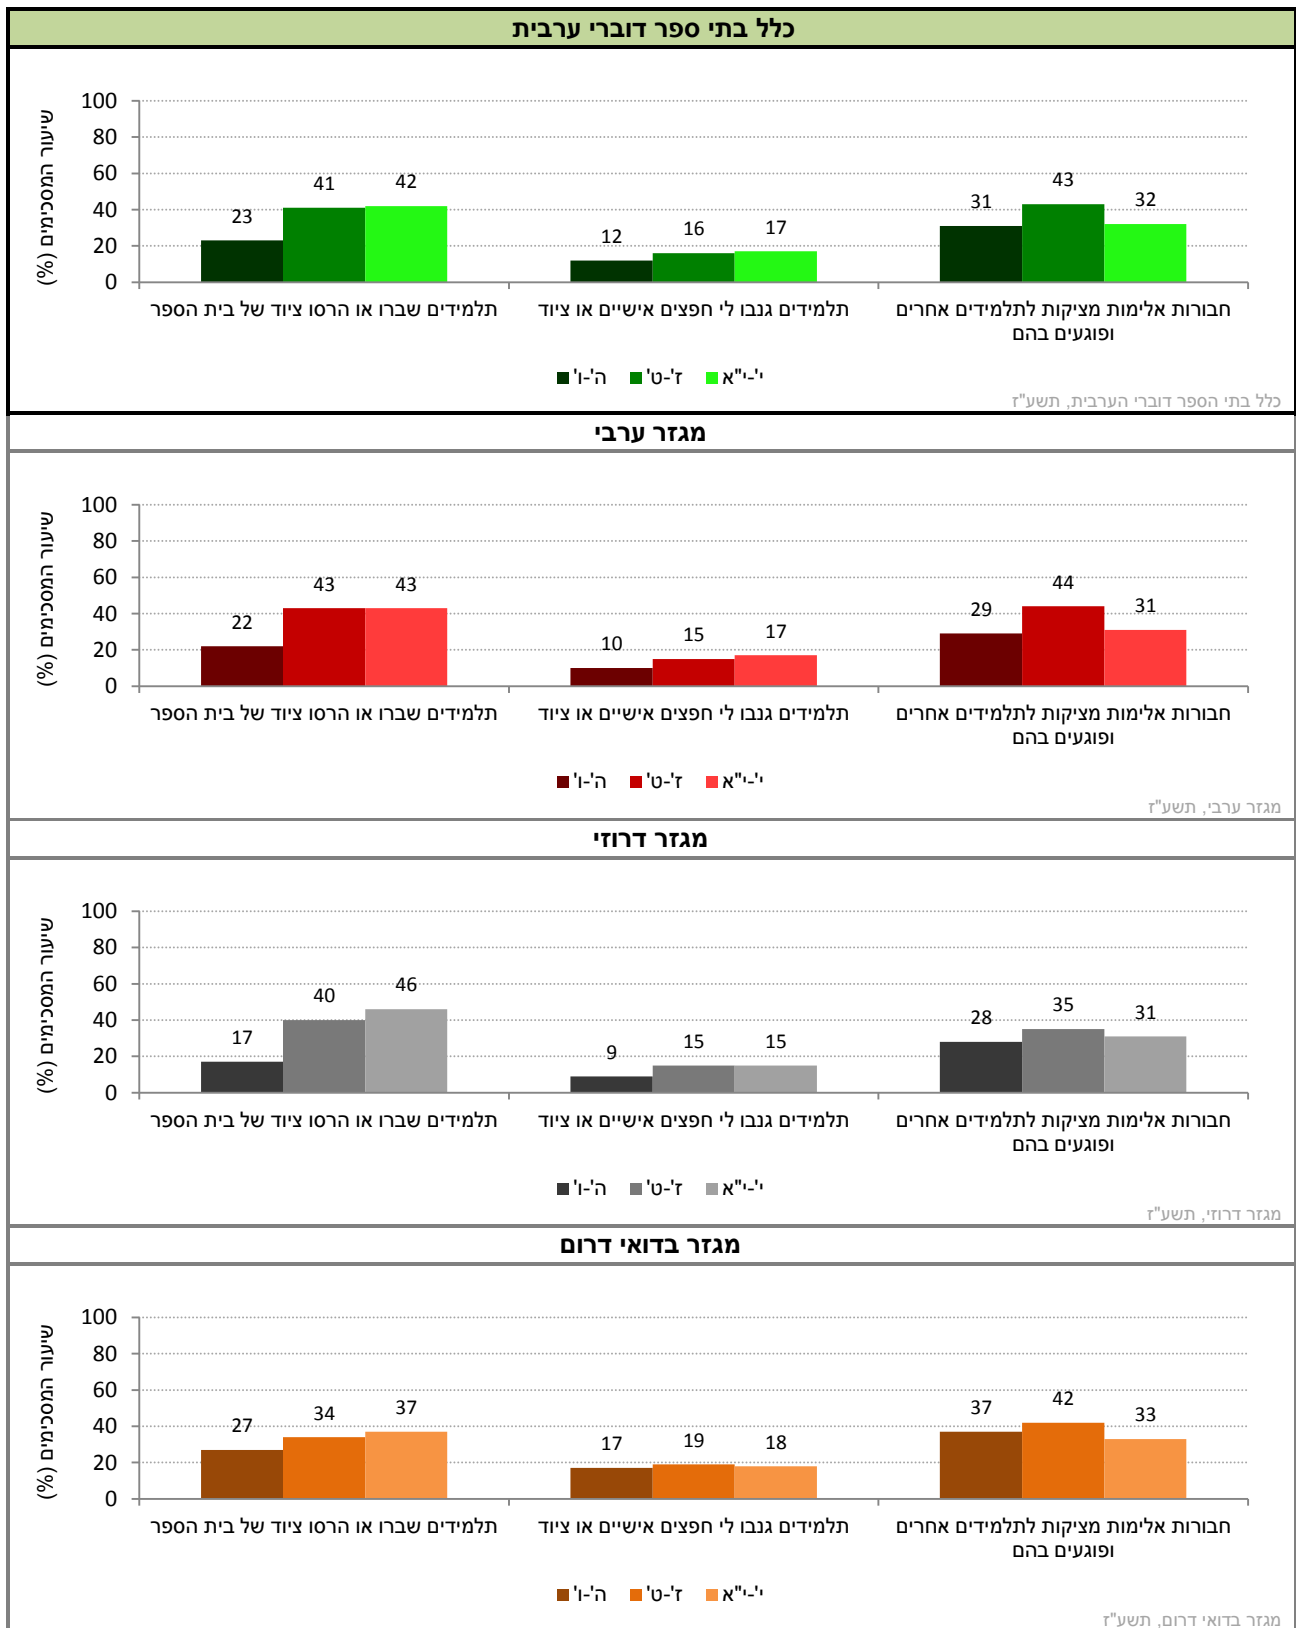 כלל בתי ספר דוברי ערבית
שיעור המסכימים (%)
100
80
60
40
20
0
23
41
42
12
16
17
31
43
32
תלמידים שברו או הרסו ציוד של בית הספר
תלמידים גנבו לי חפצים אישיים או ציוד
חבורות אלימות מציקות לתלמידים אחרים
ופוגעים בהם
ה'-ו' ז'-ט' י'-י"א
כלל בתי הספר דוברי הערבית, תשע"ז
מגזר ערבי
שיעור המסכימים (%)
100
80
60
40
20
0
22
43
43
10
15
17
29
44
31
תלמידים שברו או הרסו ציוד של בית הספר
תלמידים גנבו לי חפצים אישיים או ציוד
חבורות אלימות מציקות לתלמידים אחרים
ופוגעים בהם
ה'-ו' ז'-ט' י'-י"א
מגזר ערבי, תשע"ז
מגזר דרוזי
שיעור המסכימים (%)
100
80
60
40
20
0
17
40
46
9
15
15
28
35
31
תלמידים שברו או הרסו ציוד של בית הספר
תלמידים גנבו לי חפצים אישיים או ציוד
חבורות אלימות מציקות לתלמידים אחרים
ופוגעים בהם
ה'-ו' ז'-ט' י'-י"א
מגזר דרוזי, תשע"ז
מגזר בדואי דרום
שיעור המסכימים (%)
100
80
60
40
20
0
27
34
37
17
19
18
37
42
33
תלמידים שברו או הרסו ציוד של בית הספר
תלמידים גנבו לי חפצים אישיים או ציוד
חבורות אלימות מציקות לתלמידים אחרים
ופוגעים בהם
ה'-ו' ז'-ט' י'-י"א
מגזר בדואי דרום, תשע"ז